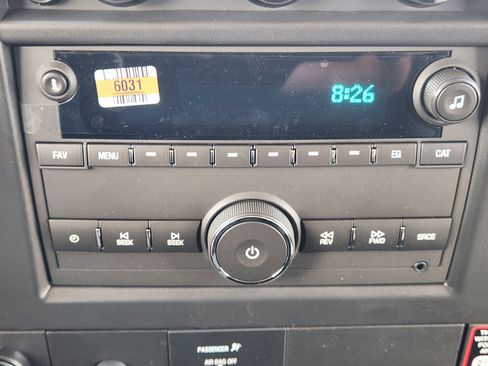 6031
8:26
FAV MENU EQ CAT
SEEK SEEK REV FWD SRCE
PASSENGER
AIR BAG OFF